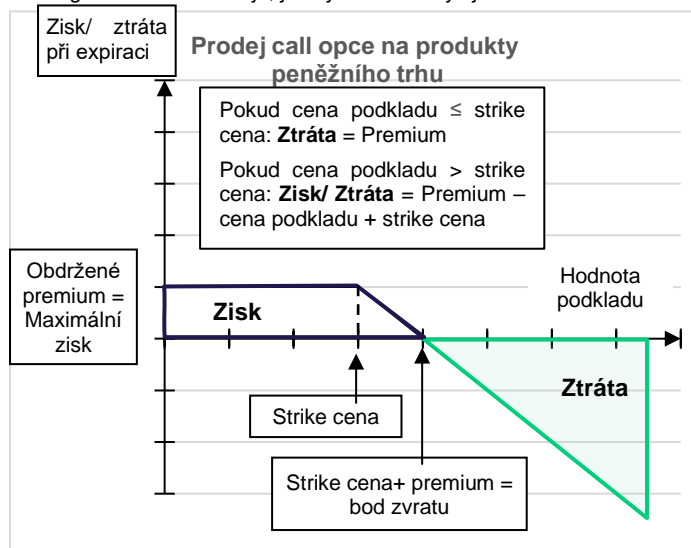 Zisk/ ztráta
při expiraci
Prodej call opce na produkty
peněžního trhu
Pokud cena podkladu ≤ strike
cena: Ztráta = Premium
Pokud cena podkladu > strike
cena: Zisk/ Ztráta = Premium –
cena podkladu + strike cena
Obdržené
premium =
Maximální
zisk
Zisk
Hodnota
podkladu
Ztráta
Strike cena
Strike cena+ premium =
bod zvratu